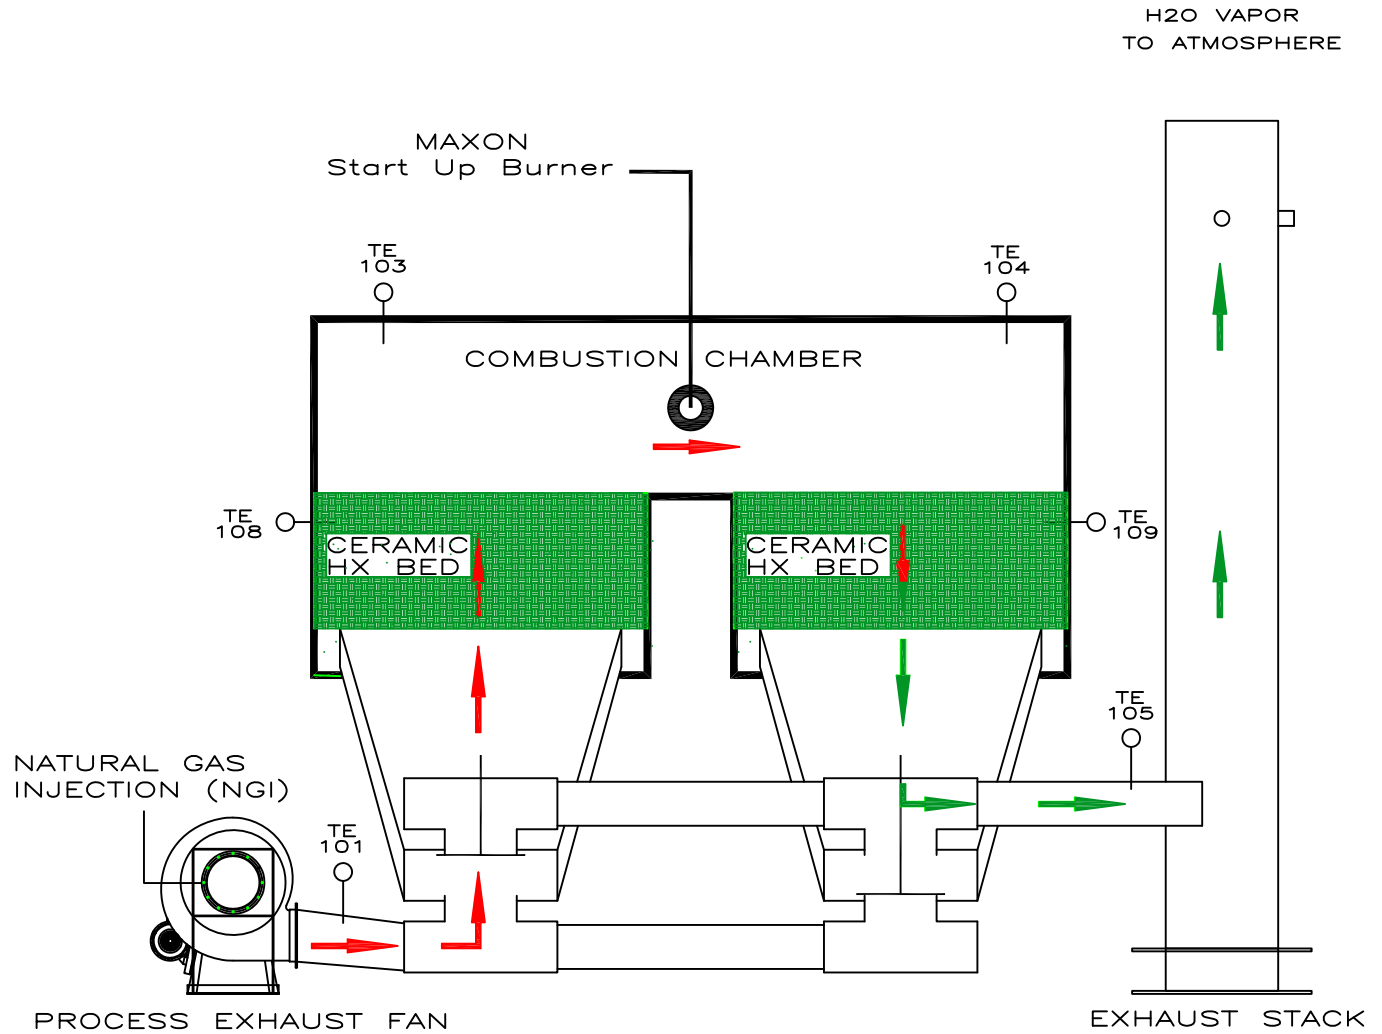 H2O VAPOR
TO ATMOSPHERE
MAXON
Start Up Burner
TE
103
TE
104
COMBUSTION CHAMBER
TE
108
TE
109
CERAMIC
HX BED
CERAMIC
HX BED
TE
105
NATURAL GAS
INJECTION (NGI)
TE
101
PROCESS EXHAUST FAN
EXHAUST STACK